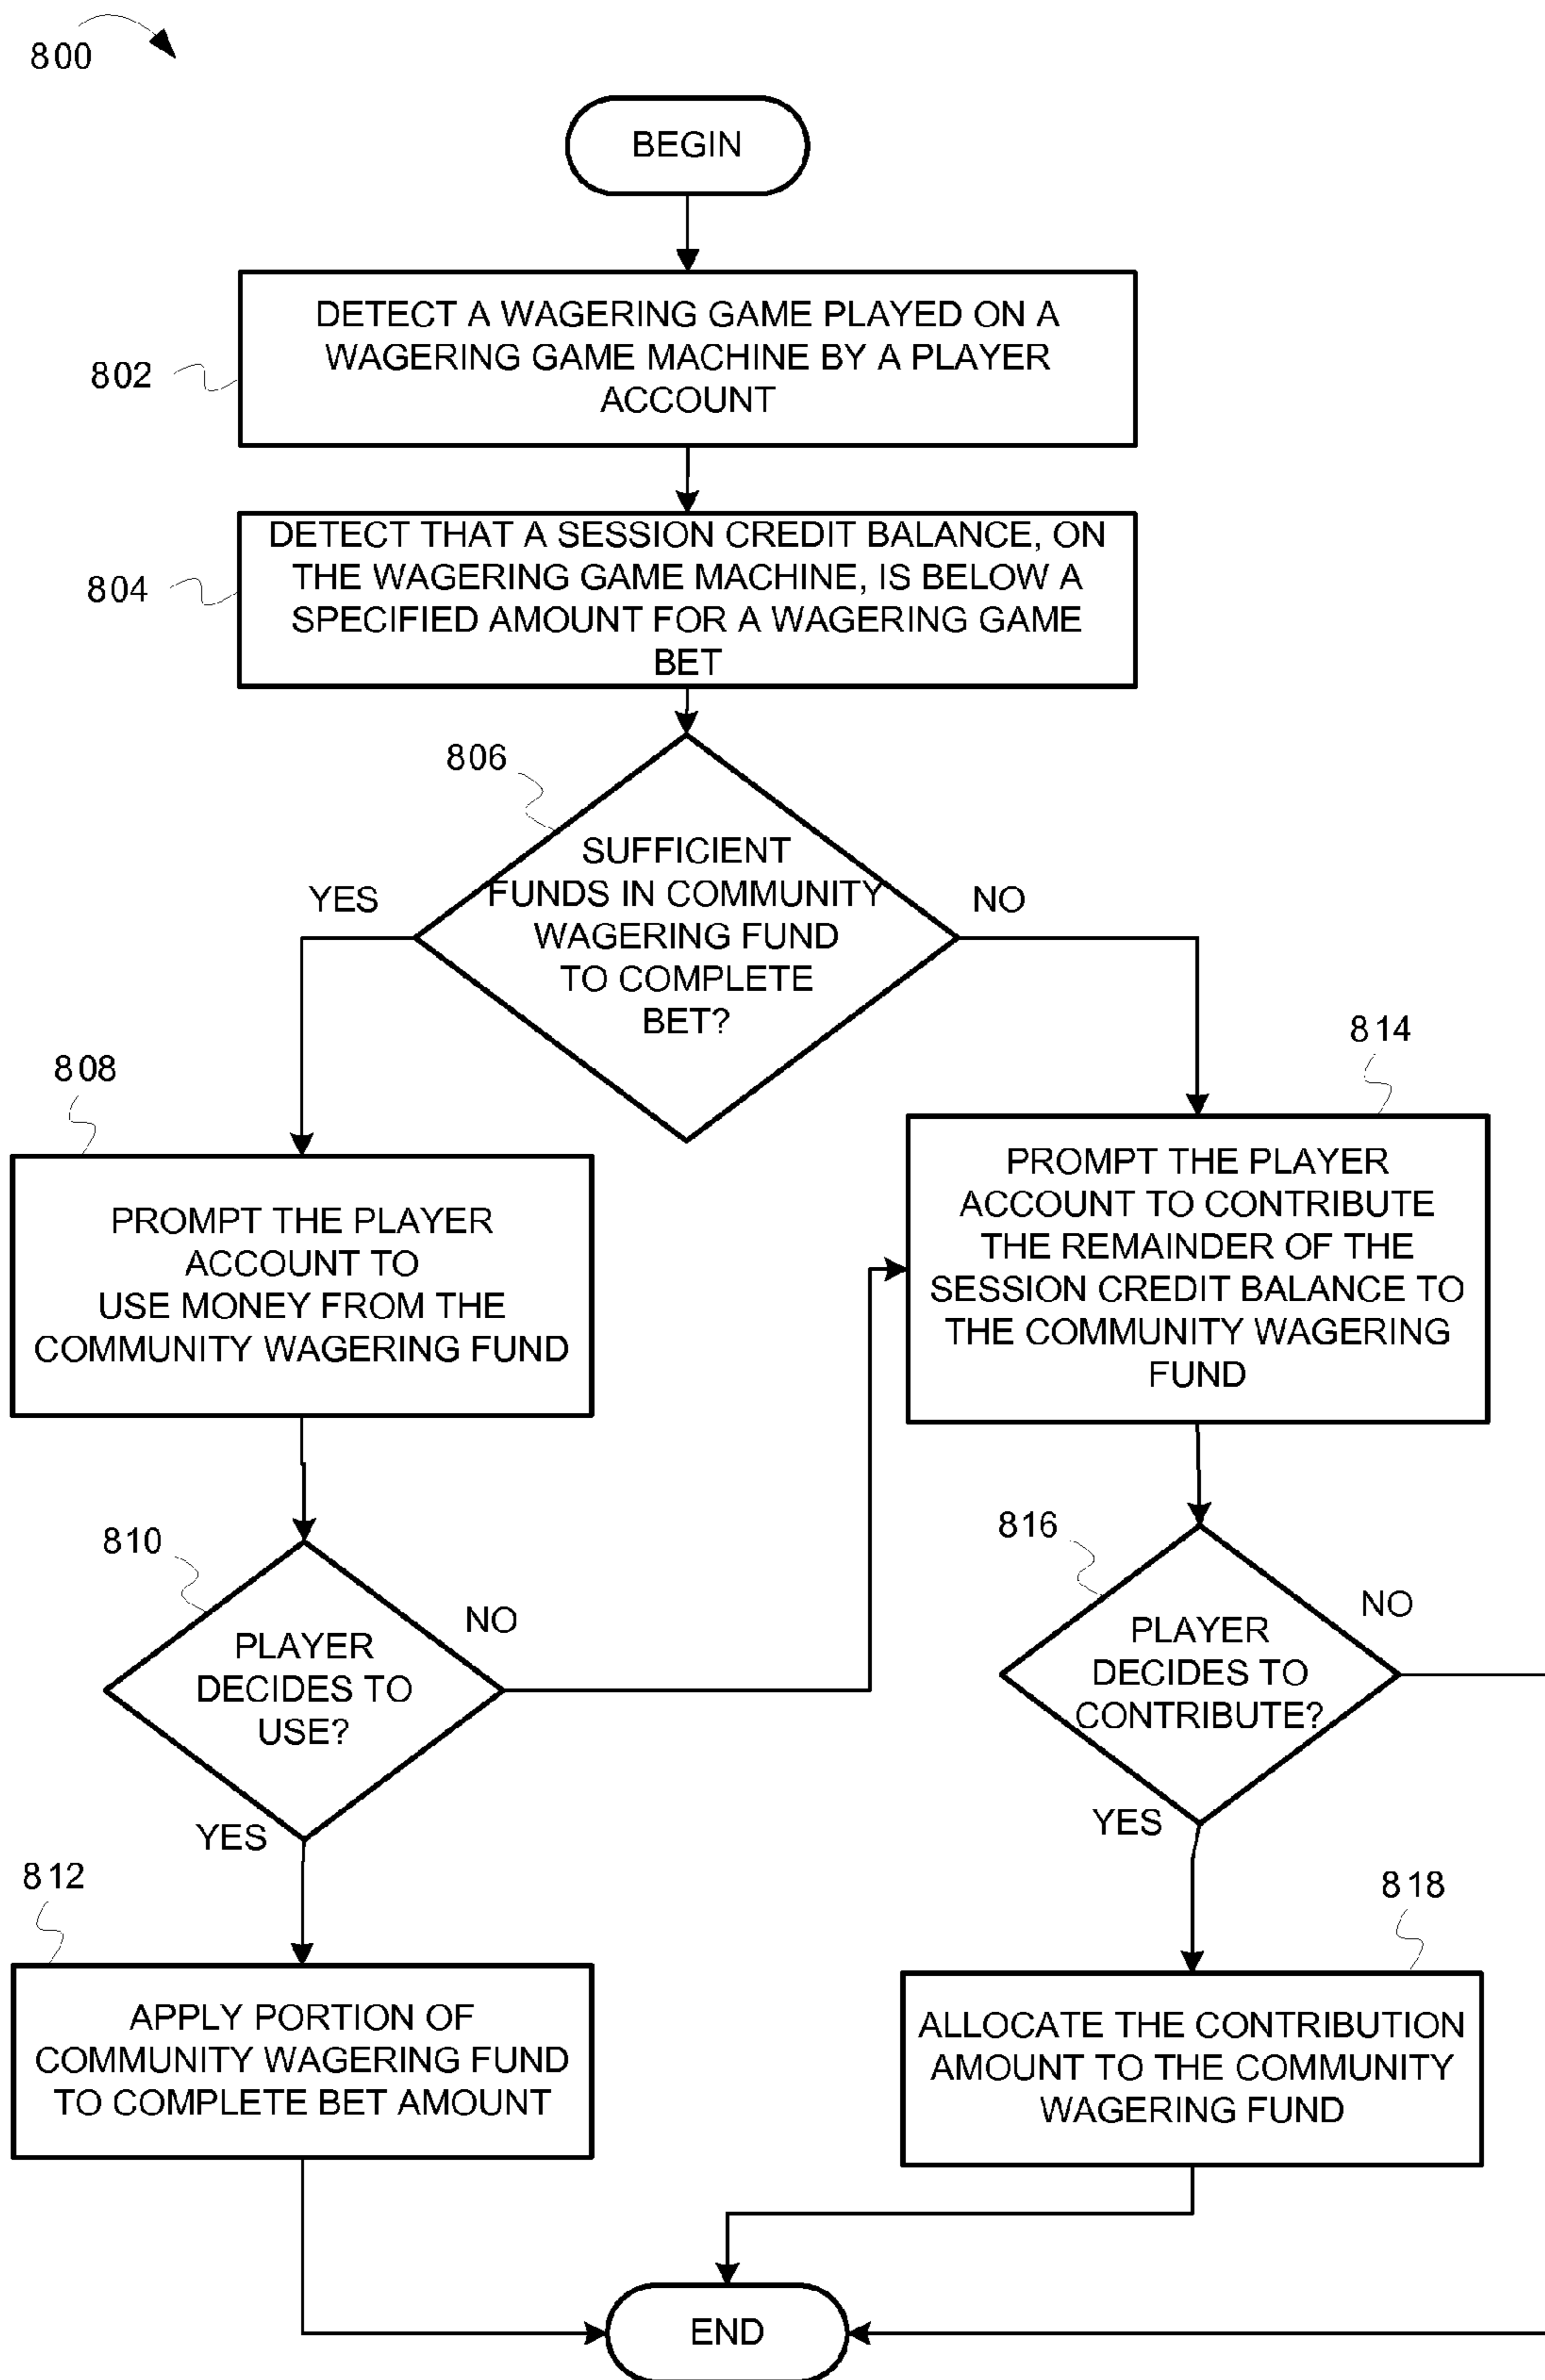 800
BEGIN
DETECT A WAGERING GAME PLAYED ON A
WAGERING GAME MACHINE BY A PLAYER
ACCOUNT
802
DETECT THAT A SESSION CREDIT BALANCE, ON
THE WAGERING GAME MACHINE, IS BELOW A
SPECIFIED AMOUNT FOR A WAGERING GAME
BET
804
806
SUFFICIENT
FUNDS IN COMMUNITY
WAGERING FUND
TO COMPLETE
BET?
YES
NO
808
PROMPT THE PLAYER
ACCOUNT TO
USE MONEY FROM THE
COMMUNITY WAGERING FUND
814
PROMPT THE PLAYER
ACCOUNT TO CONTRIBUTE
THE REMAINDER OF THE
SESSION CREDIT BALANCE TO
THE COMMUNITY WAGERING
FUND
810
PLAYER
DECIDES TO
USE?
NO
YES
816
PLAYER
DECIDES TO
CONTRIBUTE?
NO
YES
812
APPLY PORTION OF
COMMUNITY WAGERING FUND
TO COMPLETE BET AMOUNT
818
ALLOCATE THE CONTRIBUTION
AMOUNT TO THE COMMUNITY
WAGERING FUND
END